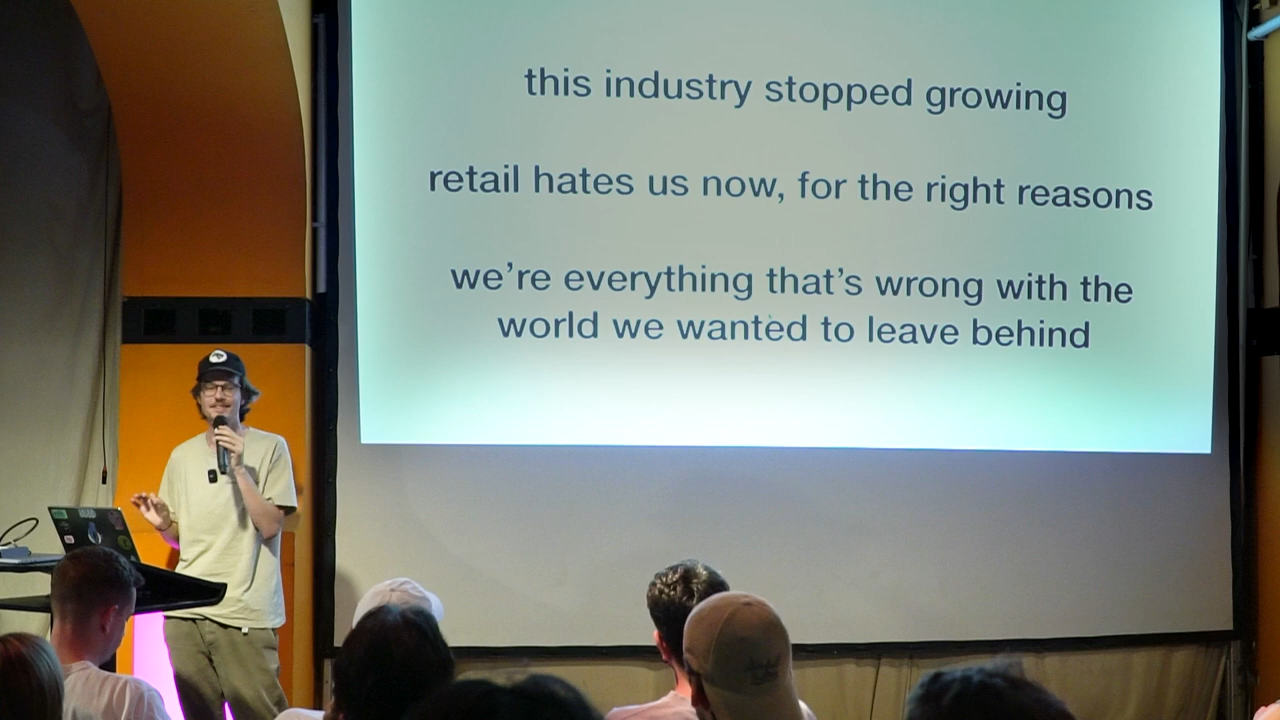 this industry stopped growing
retail hates us now, for the right reasons
we’re everything that’s wrong with the
world we wanted to leave behind